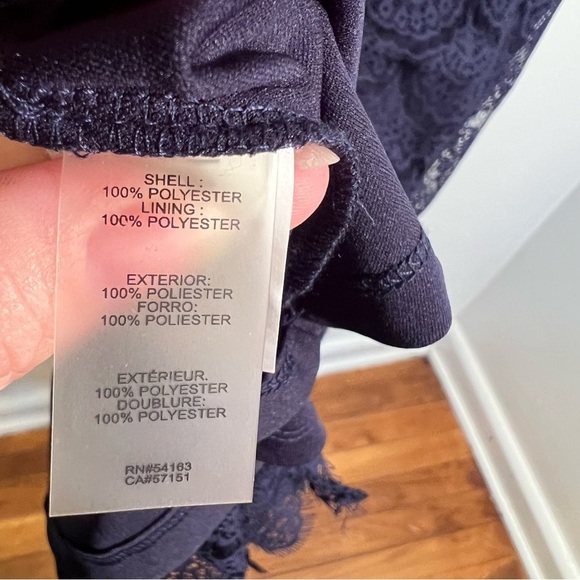 SHELL :
100% POLYESTER
LINING :
100% POLYESTER
EXTERIOR:
100% POLIESTER
FORRO:
100% POLIESTER
EXTÉRIEUR.
100% POLYESTER
DOUBLURE:
100% POLYESTER
RN#54163
CA#57151